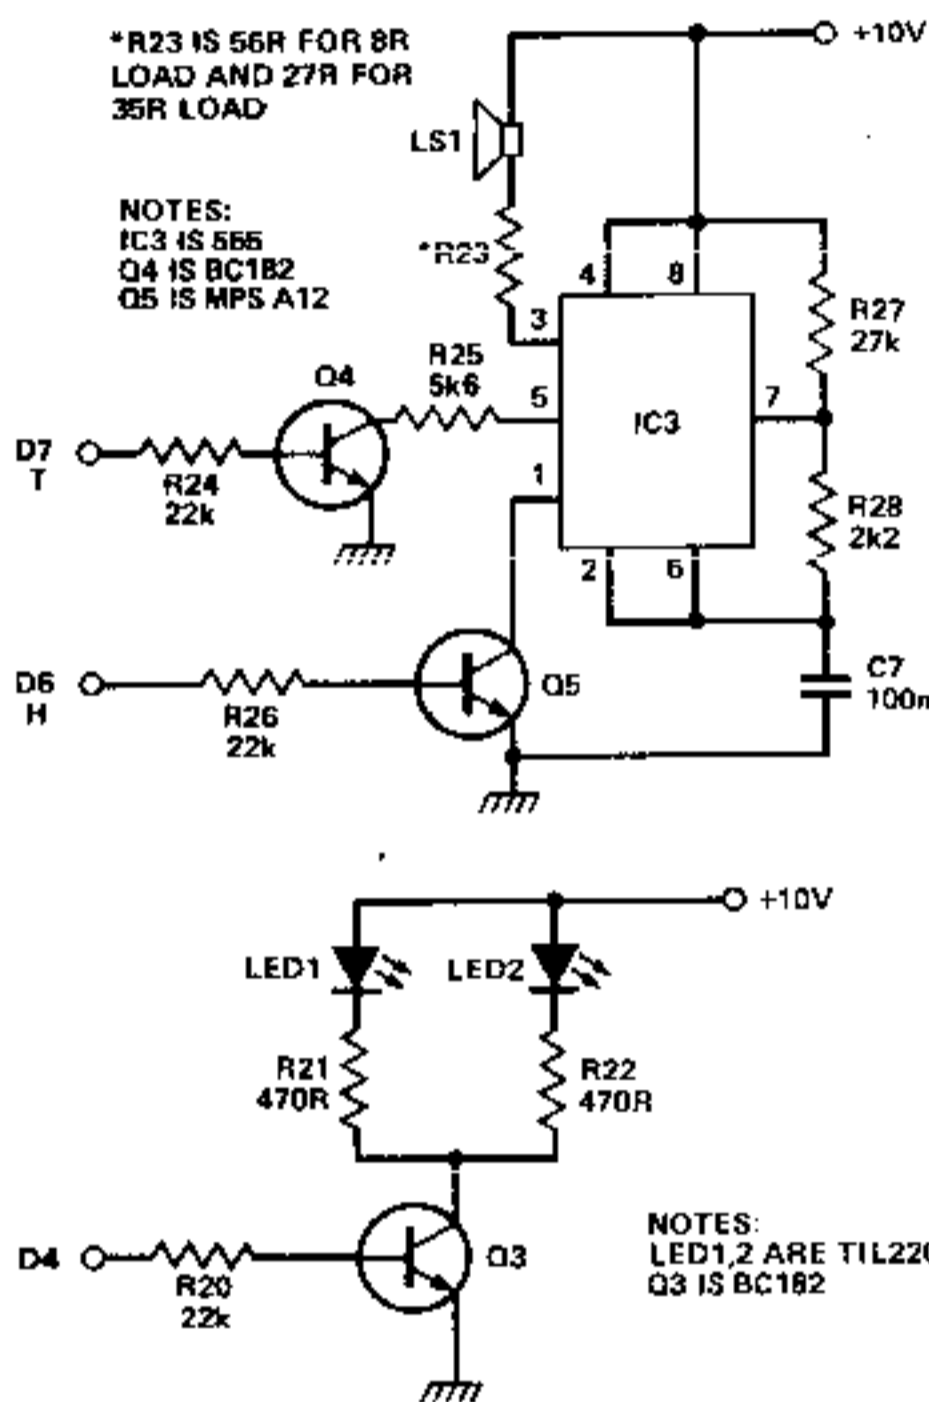 *R23 IS 56R FOR 8R
LOAD AND 27R FOR
35R LOAD
+10V
LS1
NOTES:
IC3 IS 555
Q4 IS BC182
Q5 IS MPS A12
*R23
4
8
3
R27
27k
Q4
R25
5k6
5
7
IC3
D7
T
R24
22k
1
R28
2k2
2
6
D6
H
R26
22k
Q5
C7
100n
+10V
LED1
LED2
R21
470R
R22
470R
D4
R20
22k
Q3
NOTES:
LED1,2 ARE TIL220
Q3 IS BC182